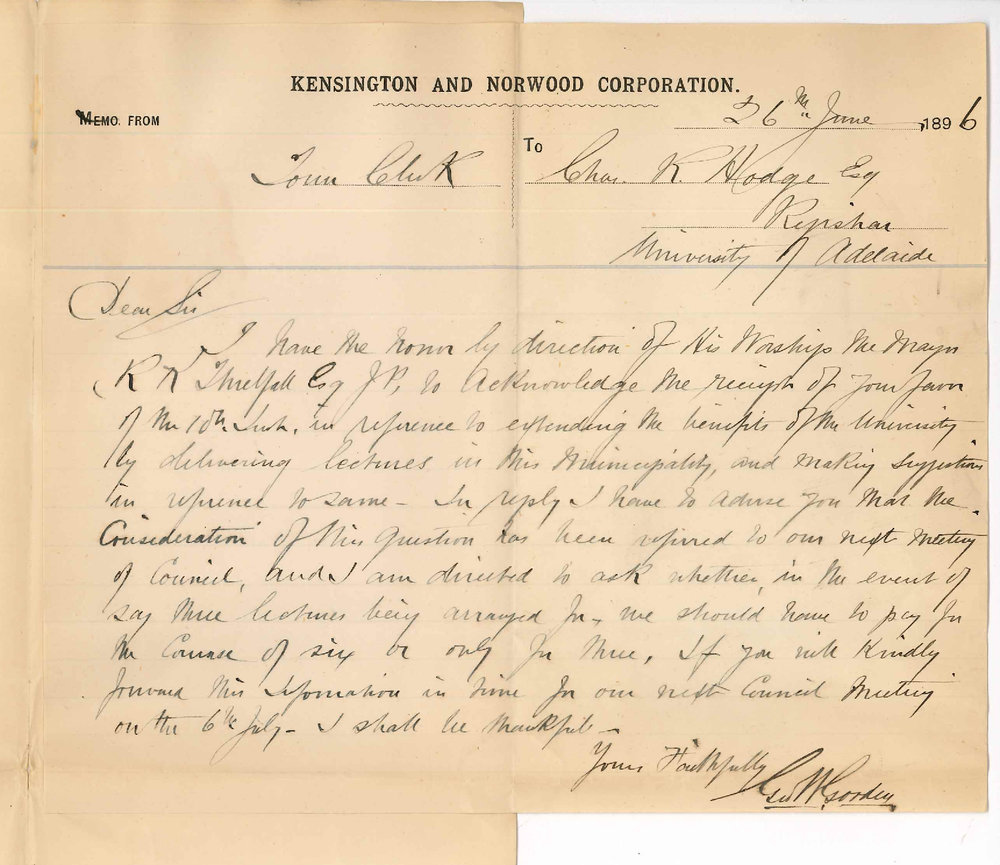 KENSINGTON AND NORWOOD CORPORATION.
26th June, 1896
MEMO. FROM
To
Town Clerk
Chas. R. Hodge Esq
Registrar
University of Adelaide
Dear Sir
I have the honor by direction of His Worship the Mayor
R K Threlfall Esq JP, to acknowledge the receipt of your favor
of the 10th Inst. in reference to extending the benefits of the University
by delivering lectures in this Municipality, and making suggestions
in reference to same – In reply I have to advise you that the
Consideration of this question has been referred to our next meeting
of Council, and I am directed to ask whether, in the event of
say three lectures being arranged for, we should have to pay for
the Course of six or only for three. If you will kindly
forward this information in time for our next Council Meeting
on the 6th July – I shall be thankful –
Yours Faithfully
Geo W Gooden